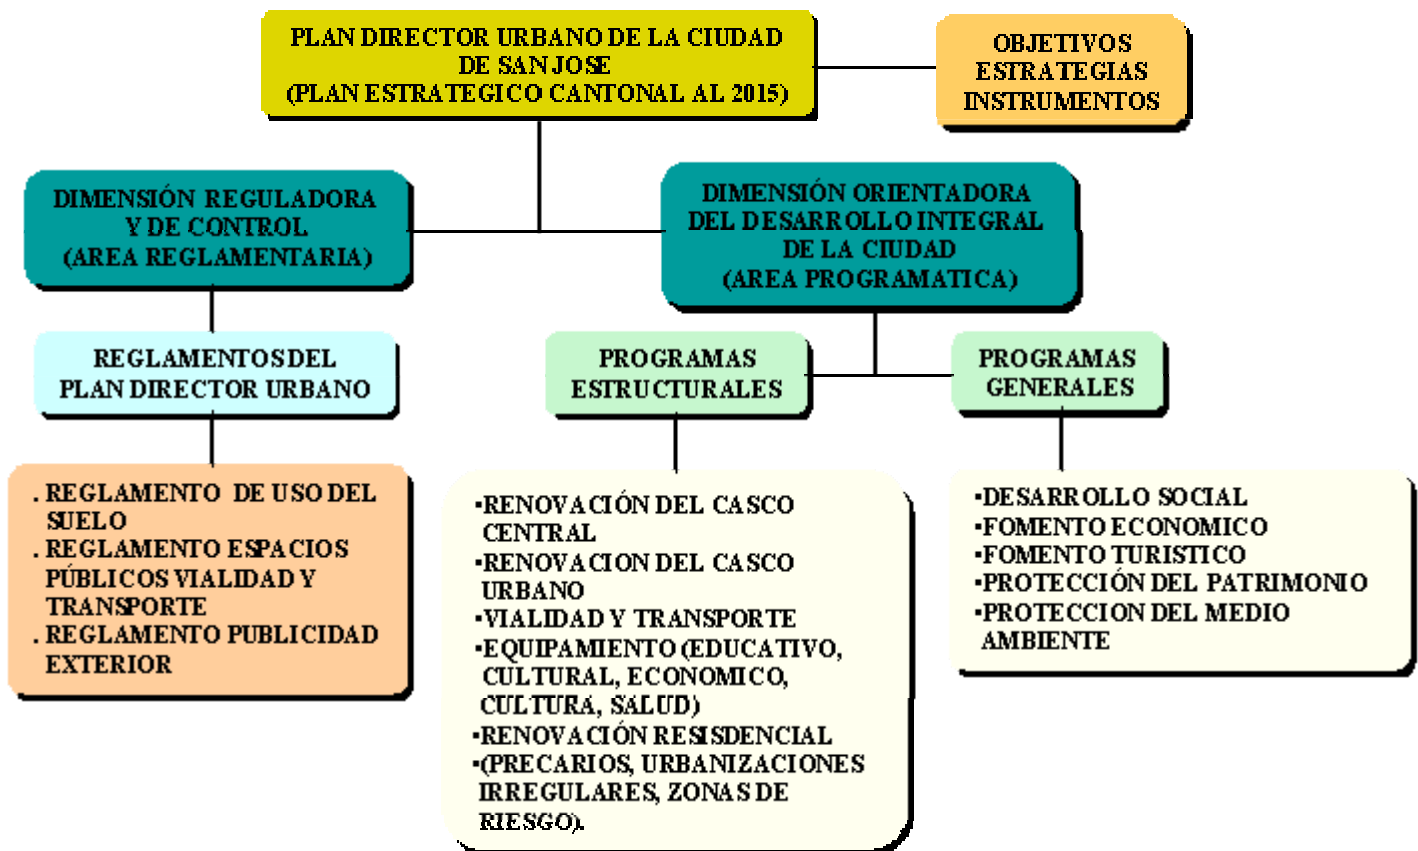 PLAN DIRECTOR URBANO DE LA CIUDAD
DE SAN JOSE
(PLAN ESTRATEGICO CANTONAL AL 2015)
OBJETIVOS
ESTRATEGIAS
INSTRUMENTOS
DIMENSIÓN REGULADORA
Y DE CONTROL
(AREA REGLAMENTARIA)
DIMENSIÓN ORIENTADORA
DEL DESARROLLO INTEGRAL
DE LA CIUDAD
(AREA PROGRAMATICA)
REGLAMENTOS DEL
PLAN DIRECTOR URBANO
PROGRAMAS
ESTRUCTURALES
PROGRAMAS
GENERALES
. REGLAMENTO DE USO DEL
SUELO
. REGLAMENTO ESPACIOS
PÚBLICOS VIALIDAD Y
TRANSPORTE
. REGLAMENTO PUBLICIDAD
EXTERIOR
▪RENOVACIÓN DEL CASCO
CENTRAL
▪RENOVACION DEL CASCO
URBANO
▪VIALIDAD Y TRANSPORTE
▪EQUIPAMIENTO (EDUCATIVO,
CULTURAL, ECONOMICO,
CULTURA, SALUD)
▪RENOVACIÓN RESISDENCIAL
▪(PRECARIOS, URBANIZACIONES
IRREGULARES, ZONAS DE
RIESGO).
▪DESARROLLO SOCIAL
▪FOMENTO ECONOMICO
▪FOMENTO TURISTICO
▪PROTECCIÓN DEL PATRIMONIO
▪PROTECCION DEL MEDIO
AMBIENTE